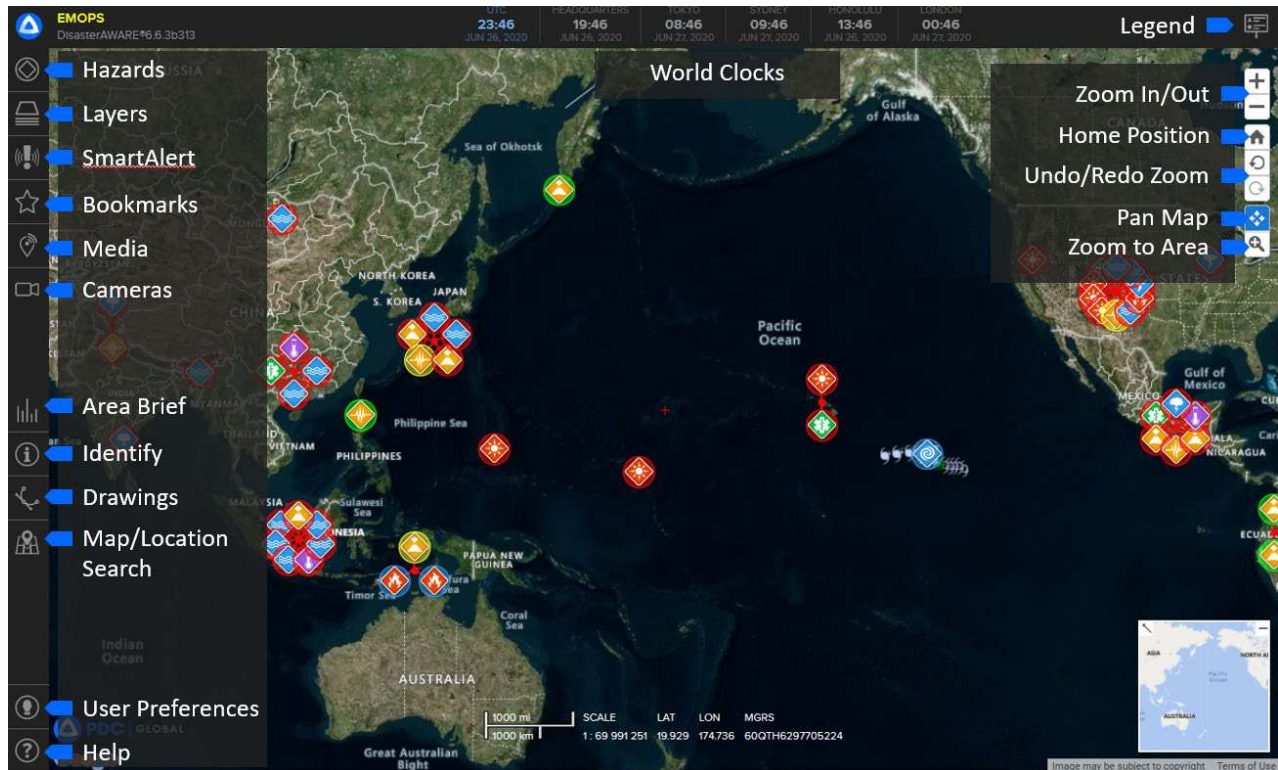 EMOPS
DisasterAWARE®6.6.3b313
UTC
23:46
JUN 26, 2020
HEADQUARTERS
19:46
JUN 26, 2020
TOKYO
08:46
JUN 27, 2020
SYDNEY
09:46
JUN 27, 2020
HONOLULU
13:46
JUN 26, 2020
LONDON
00:46
JUN 27, 2020
Legend
World Clocks
Hazards
Layers
SmartAlert
Bookmarks
Media
Cameras
Area Brief
Identify
Drawings
Map/Location
Search
User Preferences
Help
Zoom In/Out
Home Position
Undo/Redo Zoom
Pan Map
Zoom to Area
Gulf
of Alaska
CANADA
Sea of Okhotsk
NORTH KOREA
S. KOREA
JAPAN
Pacific
Ocean
Gulf of
Mexico
MEXICO
NICARAGUA
Philippine Sea
VIETNAM
PHILIPPINES
Sulawesi
Sea
PAPUA NEW
GUINEA
Timor Sea
Coral
Sea
Indian
Ocean
AUSTRALIA
Great Australian
Bight
PDC GLOBAL
1000 mi
1000 km
SCALE LAT LON MGRS
1 : 69 991 251 19.929 174.736 60QTH6297705224
ASIA
NORTH A
Pacific
Ocean
AUSTRALIA
Image may be subject to copyright Terms of Use